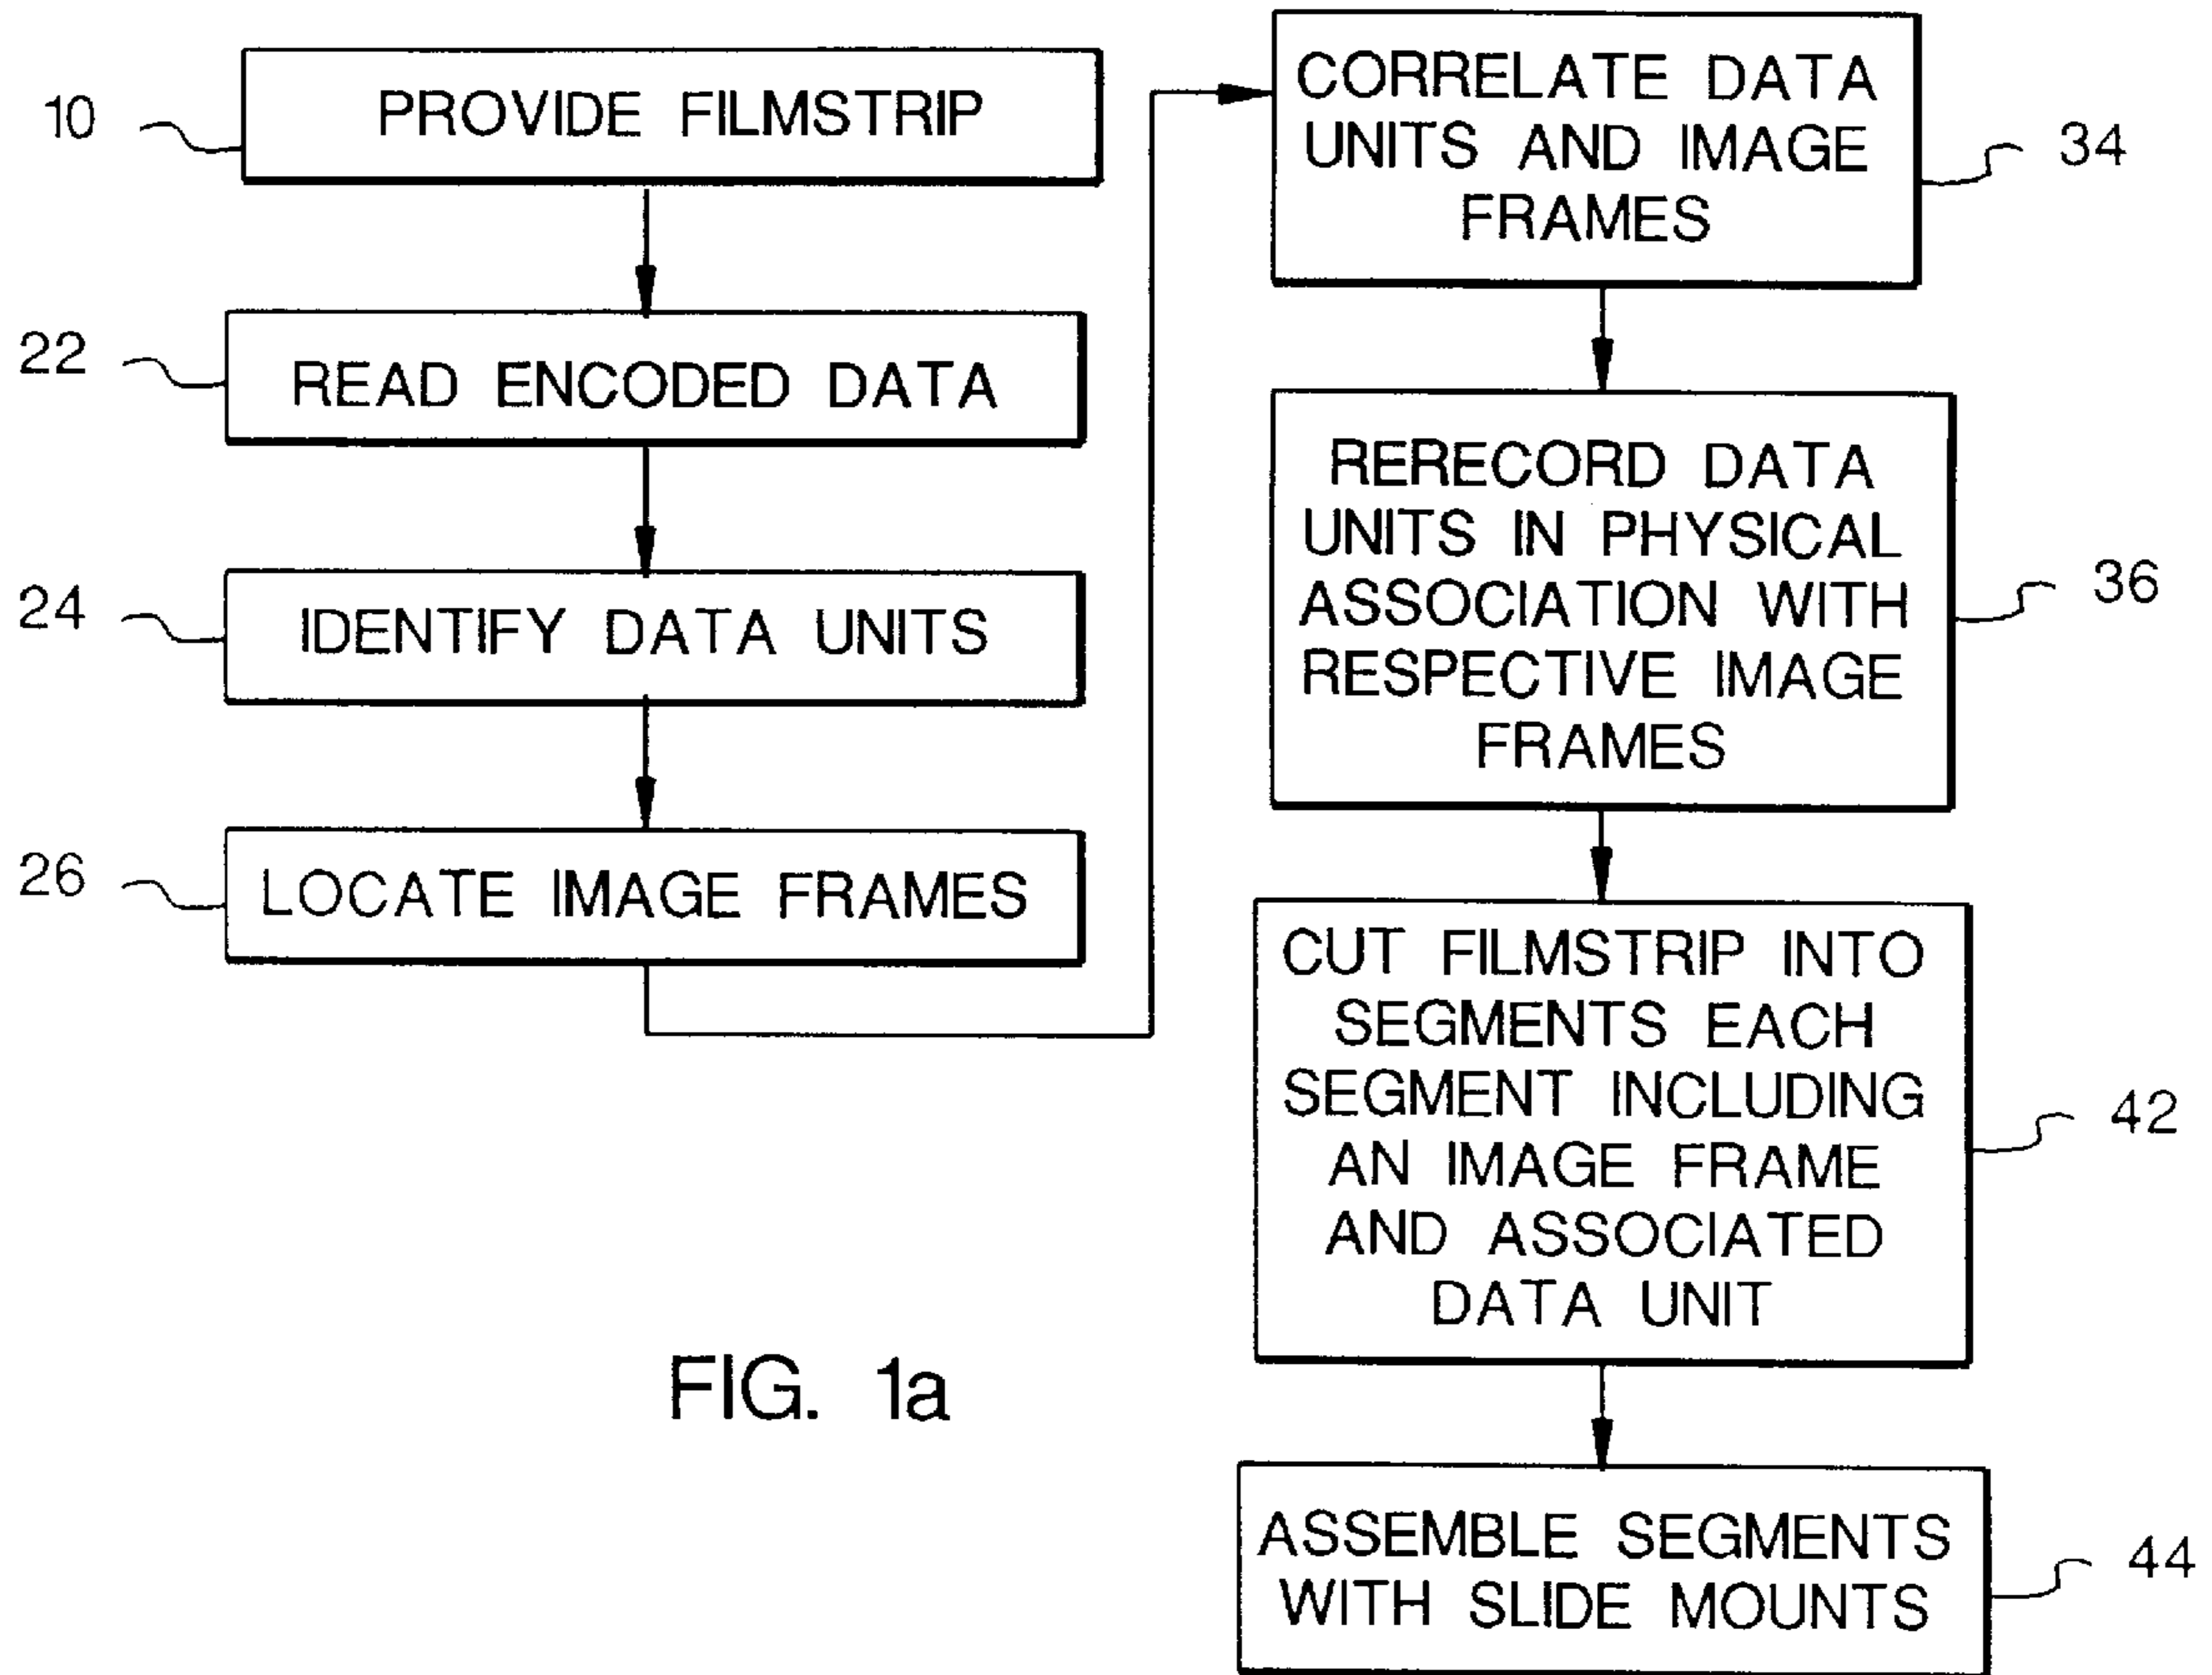 10
PROVIDE FILMSTRIP
22
READ ENCODED DATA
24
IDENTIFY DATA UNITS
26
LOCATE IMAGE FRAMES
CORRELATE DATA
UNITS AND IMAGE
FRAMES
34
RERECORD DATA
UNITS IN PHYSICAL
ASSOCIATION WITH
RESPECTIVE IMAGE
FRAMES
36
CUT FILMSTRIP INTO
SEGMENTS EACH
SEGMENT INCLUDING
AN IMAGE FRAME
AND ASSOCIATED
DATA UNIT
42
ASSEMBLE SEGMENTS
WITH SLIDE MOUNTS
44
FIG. 1a